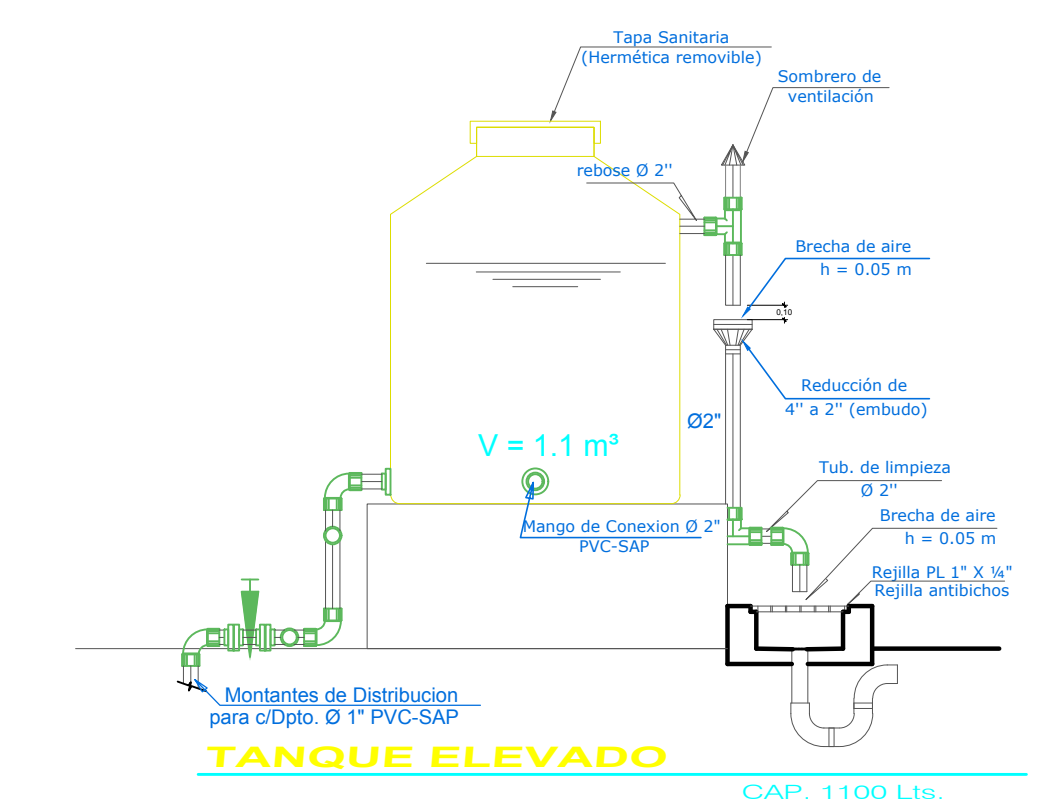 Tapa Sanitaria
(Hermética removible)
Sombrero de
ventilación
rebose Ø 2''
Brecha de aire
h = 0.05 m
0,10
Reducción de
4'' a 2'' (embudo)
Ø2"
V = 1.1 m³
Tub. de limpieza
Ø 2''
Mango de Conexion Ø 2"
PVC-SAP
Brecha de aire
h = 0.05 m
Rejilla PL 1" X ¼"
Rejilla antibichos
Montantes de Distribucion
para c/Dpto. Ø 1" PVC-SAP
TANQUE ELEVADO
CAP. 1100 Lts.